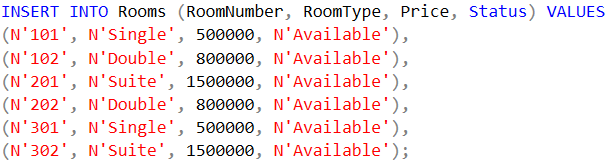 INSERT INTO Rooms (RoomNumber, RoomType, Price, Status) VALUES
(N'101', N'Single', 500000, N'Available'),
(N'102', N'Double', 800000, N'Available'),
(N'201', N'Suite', 1500000, N'Available'),
(N'202', N'Double', 800000, N'Available'),
(N'301', N'Single', 500000, N'Available'),
(N'302', N'Suite', 1500000, N'Available');